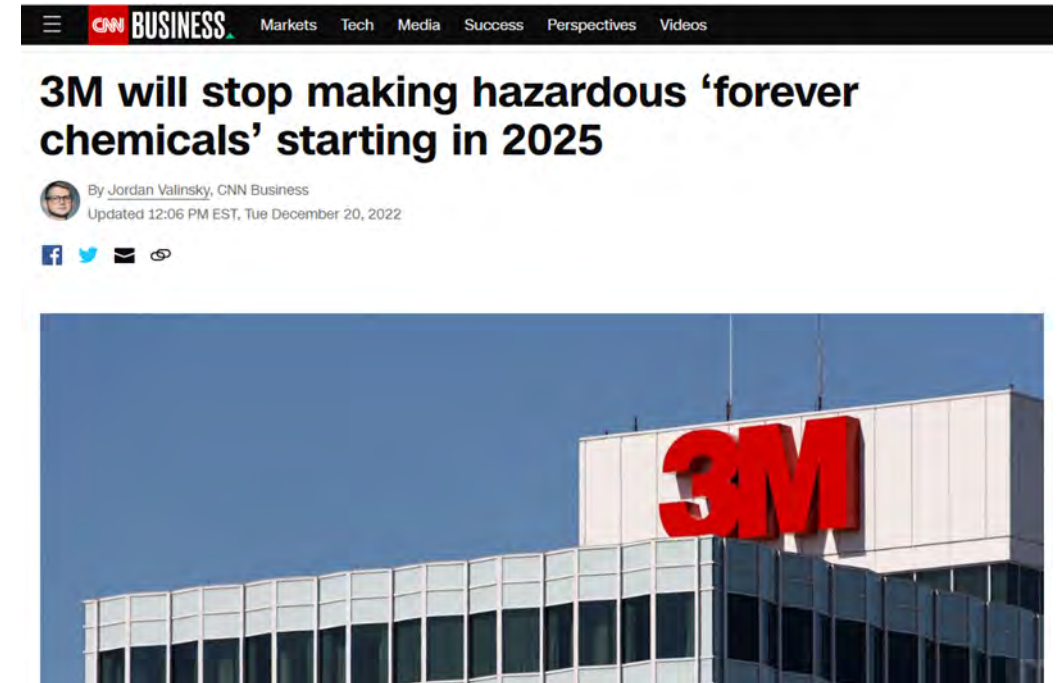 CNN BUSINESS Markets Tech Media Success Perspectives Videos
3M will stop making hazardous ‘forever
chemicals’ starting in 2025
By Jordan Valinsky, CNN Business
Updated 12:06 PM EST, Tue December 20, 2022
3M